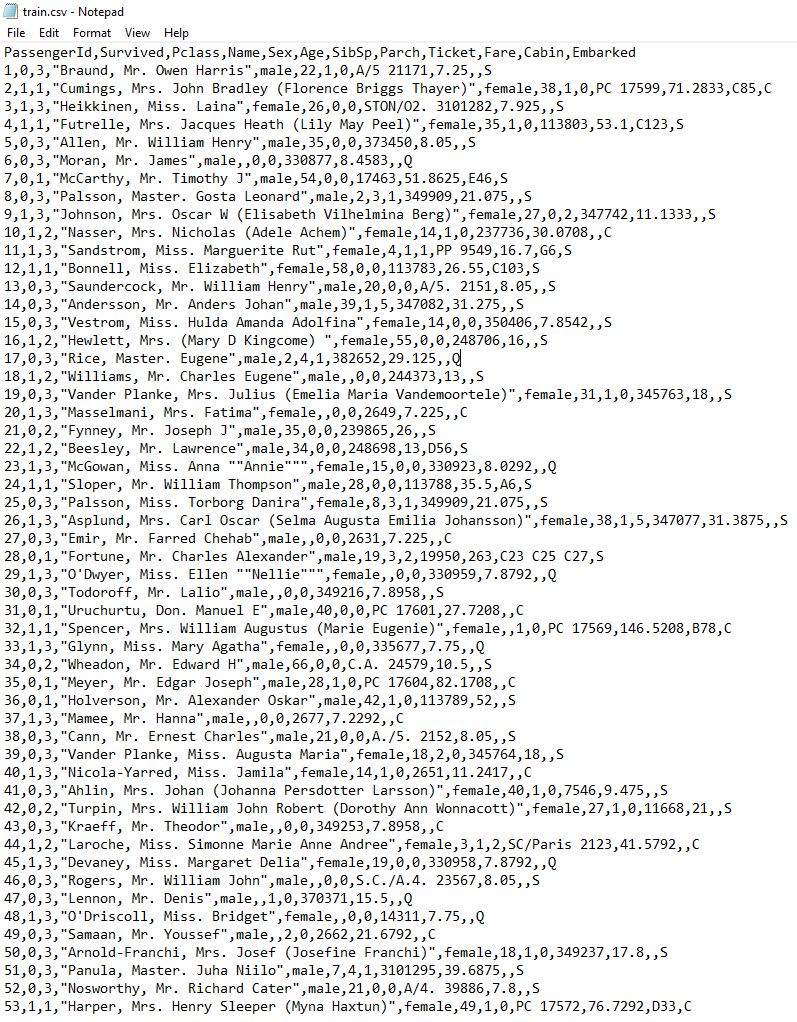 train.csv - Notepad
File Edit Format View Help
PassengerId,Survived,Pclass,Name,Sex,Age,SibSp,Parch,Ticket,Fare,Cabin,Embarked
1,0,3,"Braund, Mr. Owen Harris",male,22,1,0,A/5 21171,7.25,,S
2,1,1,"Cumings, Mrs. John Bradley (Florence Briggs Thayer)",female,38,1,0,PC 17599,71.2833,C85,C
3,1,3,"Heikkinen, Miss. Laina",female,26,0,0,STON/O2. 3101282,7.925,,S
4,1,1,"Futrelle, Mrs. Jacques Heath (Lily May Peel)",female,35,1,0,113803,53.1,C123,S
5,0,3,"Allen, Mr. William Henry",male,35,0,0,373450,8.05,,S
6,0,3,"Moran, Mr. James",male,,0,0,330877,8.4583,,Q
7,0,1,"McCarthy, Mr. Timothy J",male,54,0,0,17463,51.8625,E46,S
8,0,3,"Palsson, Master. Gosta Leonard",male,2,3,1,349909,21.075,,S
9,1,3,"Johnson, Mrs. Oscar W (Elisabeth Vilhelmina Berg)",female,27,0,2,347742,11.1333,,S
10,1,2,"Nasser, Mrs. Nicholas (Adele Achem)",female,14,1,0,237736,30.0708,,C
11,1,3,"Sandstrom, Miss. Marguerite Rut",female,4,1,1,PP 9549,16.7,G6,S
12,1,1,"Bonnell, Miss. Elizabeth",female,58,0,0,113783,26.55,C103,S
13,0,3,"Saundercock, Mr. William Henry",male,20,0,0,A/5. 2151,8.05,,S
14,0,3,"Andersson, Mr. Anders Johan",male,39,1,5,347082,31.275,,S
15,0,3,"Vestrom, Miss. Hulda Amanda Adolfina",female,14,0,0,350406,7.8542,,S
16,1,2,"Hewlett, Mrs. (Mary D Kingcome) ",female,55,0,0,248706,16,,S
17,0,3,"Rice, Master. Eugene",male,2,4,1,382652,29.125,,Q
18,1,2,"Williams, Mr. Charles Eugene",male,,0,0,244373,13,,S
19,0,3,"Vander Planke, Mrs. Julius (Emelia Maria Vandemoortele)",female,31,1,0,345763,18,,S
20,1,3,"Masselmani, Mrs. Fatima",female,,0,0,2649,7.225,,C
21,0,2,"Fynney, Mr. Joseph J",male,35,0,0,239865,26,,S
22,1,2,"Beesley, Mr. Lawrence",male,34,0,0,248698,13,D56,S
23,1,3,"McGowan, Miss. Anna ""Annie""",female,15,0,0,330923,8.0292,,Q
24,1,1,"Sloper, Mr. William Thompson",male,28,0,0,113788,35.5,A6,S
25,0,3,"Palsson, Miss. Torborg Danira",female,8,3,1,349909,21.075,,S
26,1,3,"Asplund, Mrs. Carl Oscar (Selma Augusta Emilia Johansson)",female,38,1,5,347077,31.3875,,S
27,0,3,"Emir, Mr. Farred Chehab",male,,0,0,2631,7.225,,C
28,0,1,"Fortune, Mr. Charles Alexander",male,19,3,2,19950,263,C23 C25 C27,S
29,1,3,"O'Dwyer, Miss. Ellen ""Nellie""",female,,0,0,330959,7.8792,,Q
30,0,3,"Todoroff, Mr. Lalio",male,,0,0,349216,7.8958,,S
31,0,1,"Uruchurtu, Don. Manuel E",male,40,0,0,PC 17601,27.7208,,C
32,1,1,"Spencer, Mrs. William Augustus (Marie Eugenie)",female,,1,0,PC 17569,146.5208,B78,C
33,1,3,"Glynn, Miss. Mary Agatha",female,,0,0,335677,7.75,,Q
34,0,2,"Wheadon, Mr. Edward H",male,66,0,0,C.A. 24579,10.5,,S
35,0,1,"Meyer, Mr. Edgar Joseph",male,28,1,0,PC 17604,82.1708,,C
36,0,1,"Holverson, Mr. Alexander Oskar",male,42,1,0,113789,52,,S
37,1,3,"Mamee, Mr. Hanna",male,,0,0,2677,7.2292,,C
38,0,3,"Cann, Mr. Ernest Charles",male,21,0,0,A./5. 2152,8.05,,S
39,0,3,"Vander Planke, Miss. Augusta Maria",female,18,2,0,345764,18,,S
40,1,3,"Nicola-Yarred, Miss. Jamila",female,14,1,0,2651,11.2417,,C
41,0,3,"Ahlin, Mrs. Johan (Johanna Persdotter Larsson)",female,40,1,0,7546,9.475,,S
42,0,2,"Turpin, Mrs. William John Robert (Dorothy Ann Wonnacott)",female,27,1,0,11668,21,,S
43,0,3,"Kraeff, Mr. Theodor",male,,0,0,349253,7.8958,,C
44,1,2,"Laroche, Miss. Simonne Marie Anne Andree",female,3,1,2,SC/Paris 2123,41.5792,,C
45,1,3,"Devaney, Miss. Margaret Delia",female,19,0,0,330958,7.8792,,Q
46,0,3,"Rogers, Mr. William John",male,,0,0,S.C./A.4. 23567,8.05,,S
47,0,3,"Lennon, Mr. Denis",male,,1,0,370371,15.5,,Q
48,1,3,"O'Driscoll, Miss. Bridget",female,,0,0,14311,7.75,,Q
49,0,3,"Samaan, Mr. Youssef",male,,2,0,2662,21.6792,,C
50,0,3,"Arnold-Franchi, Mrs. Josef (Josefine Franchi)",female,18,1,0,349237,17.8,,S
51,0,3,"Panula, Master. Juha Niilo",male,7,4,1,3101295,39.6875,,S
52,0,3,"Nosworthy, Mr. Richard Cater",male,21,0,0,A/4. 39886,7.8,,S
53,1,1,"Harper, Mrs. Henry Sleeper (Myna Haxtun)",female,49,1,0,PC 17572,76.7292,D33,C